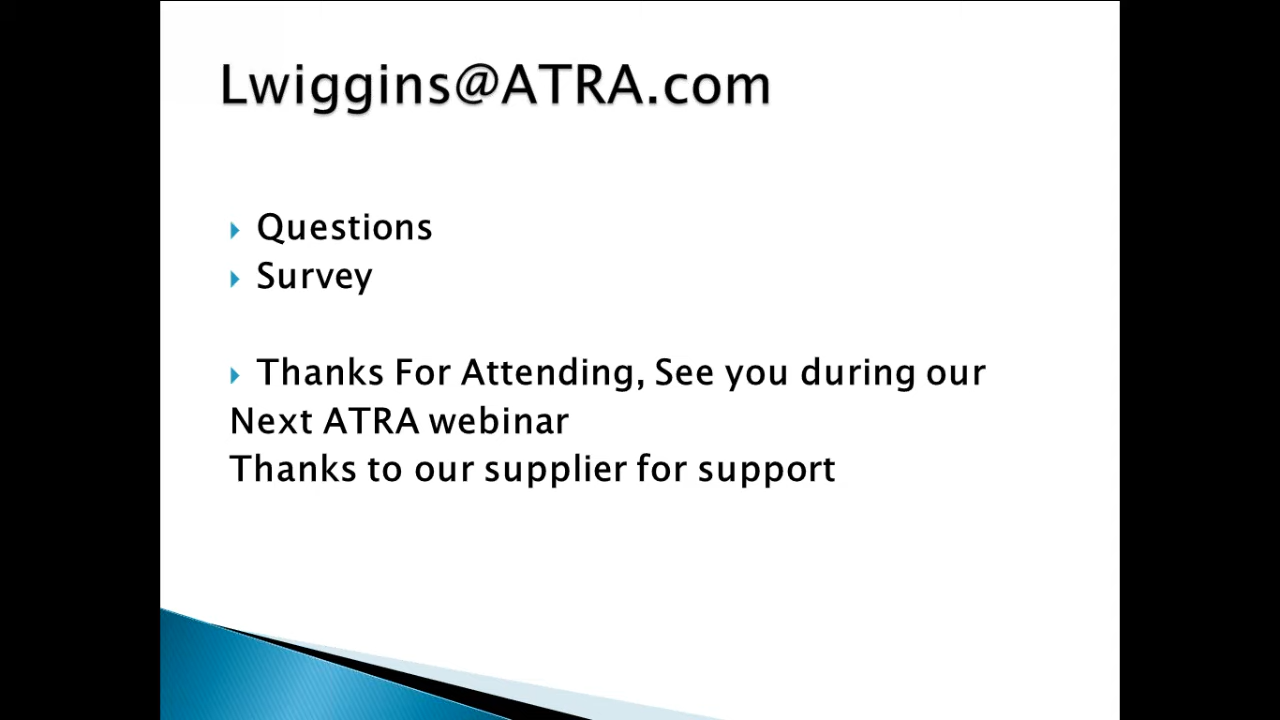 Lwiggins@ATRA.com
Questions
Survey
Thanks For Attending, See you during our
Next ATRA webinar
Thanks to our supplier for support